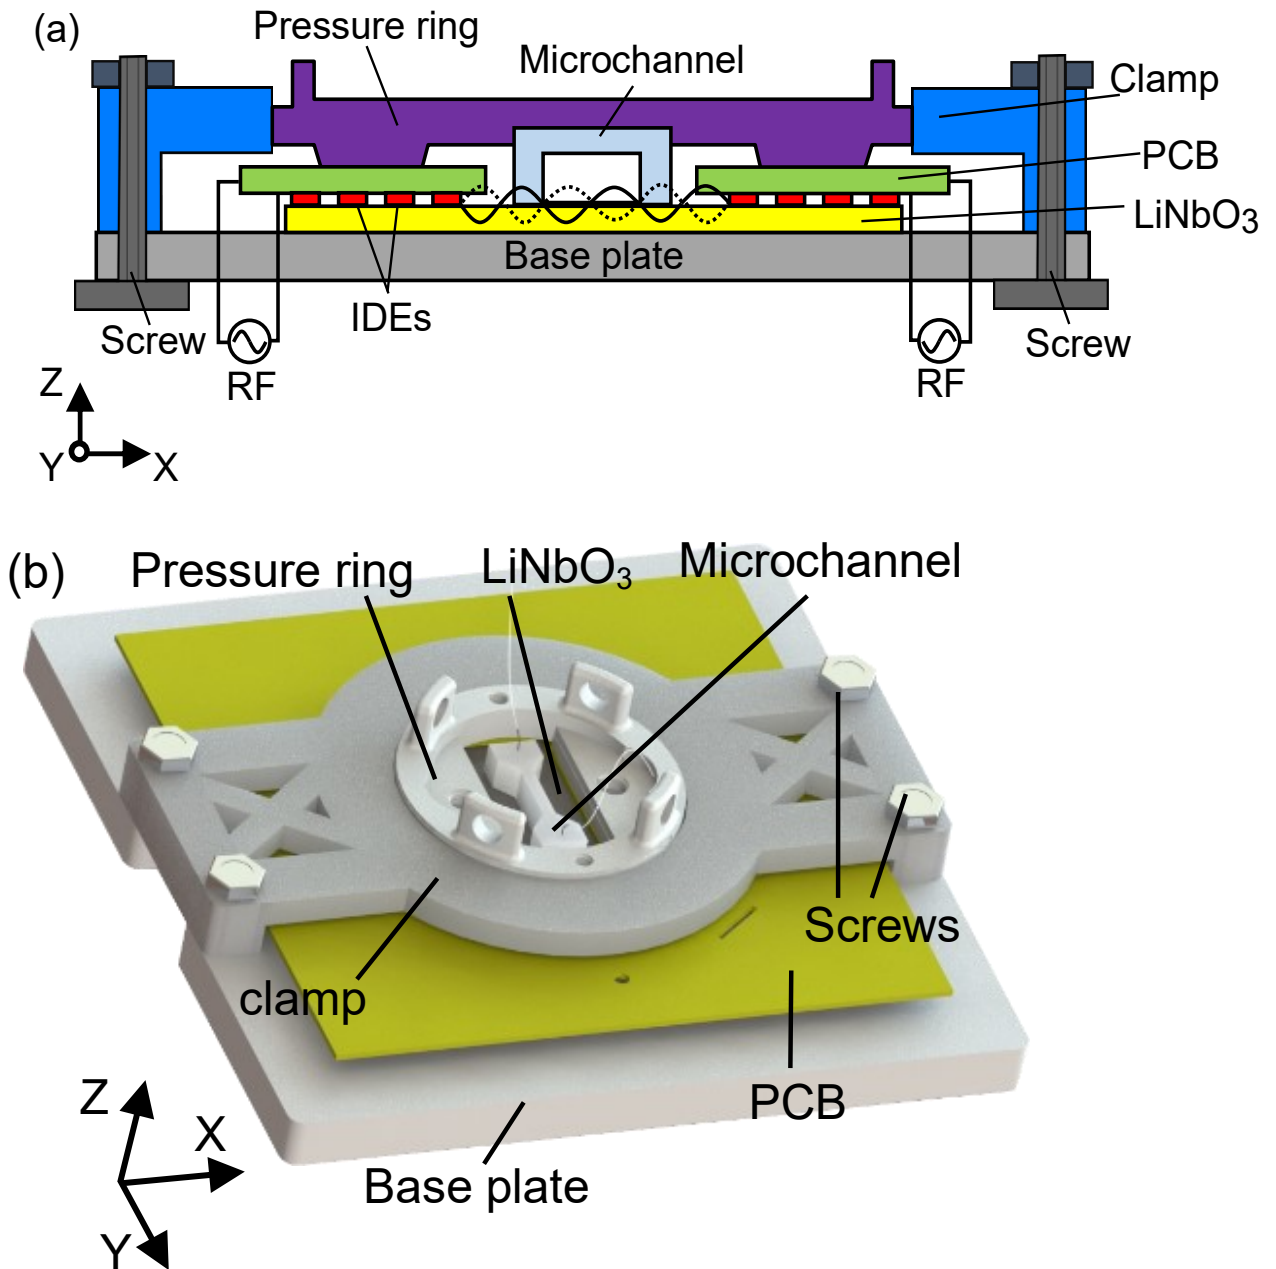 (a)
Pressure ring
Microchannel
Clamp
PCB
LiNbO₃
Base plate
IDEs
Screw
Screw
RF
RF
Z
Y
X
(b)
Pressure ring
LiNbO₃
Microchannel
Screws
clamp
PCB
Z
X
Base plate
Y